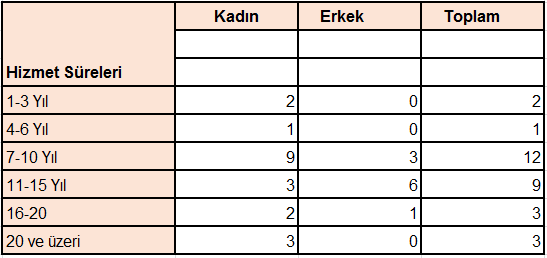 Kadın Erkek Toplam
Hizmet Süreleri
1-3 Yıl 2 0 2
4-6 Yıl 1 0 1
7-10 Yıl 9 3 12
11-15 Yıl 3 6 9
16-20 2 1 3
20 ve üzeri 3 0 3